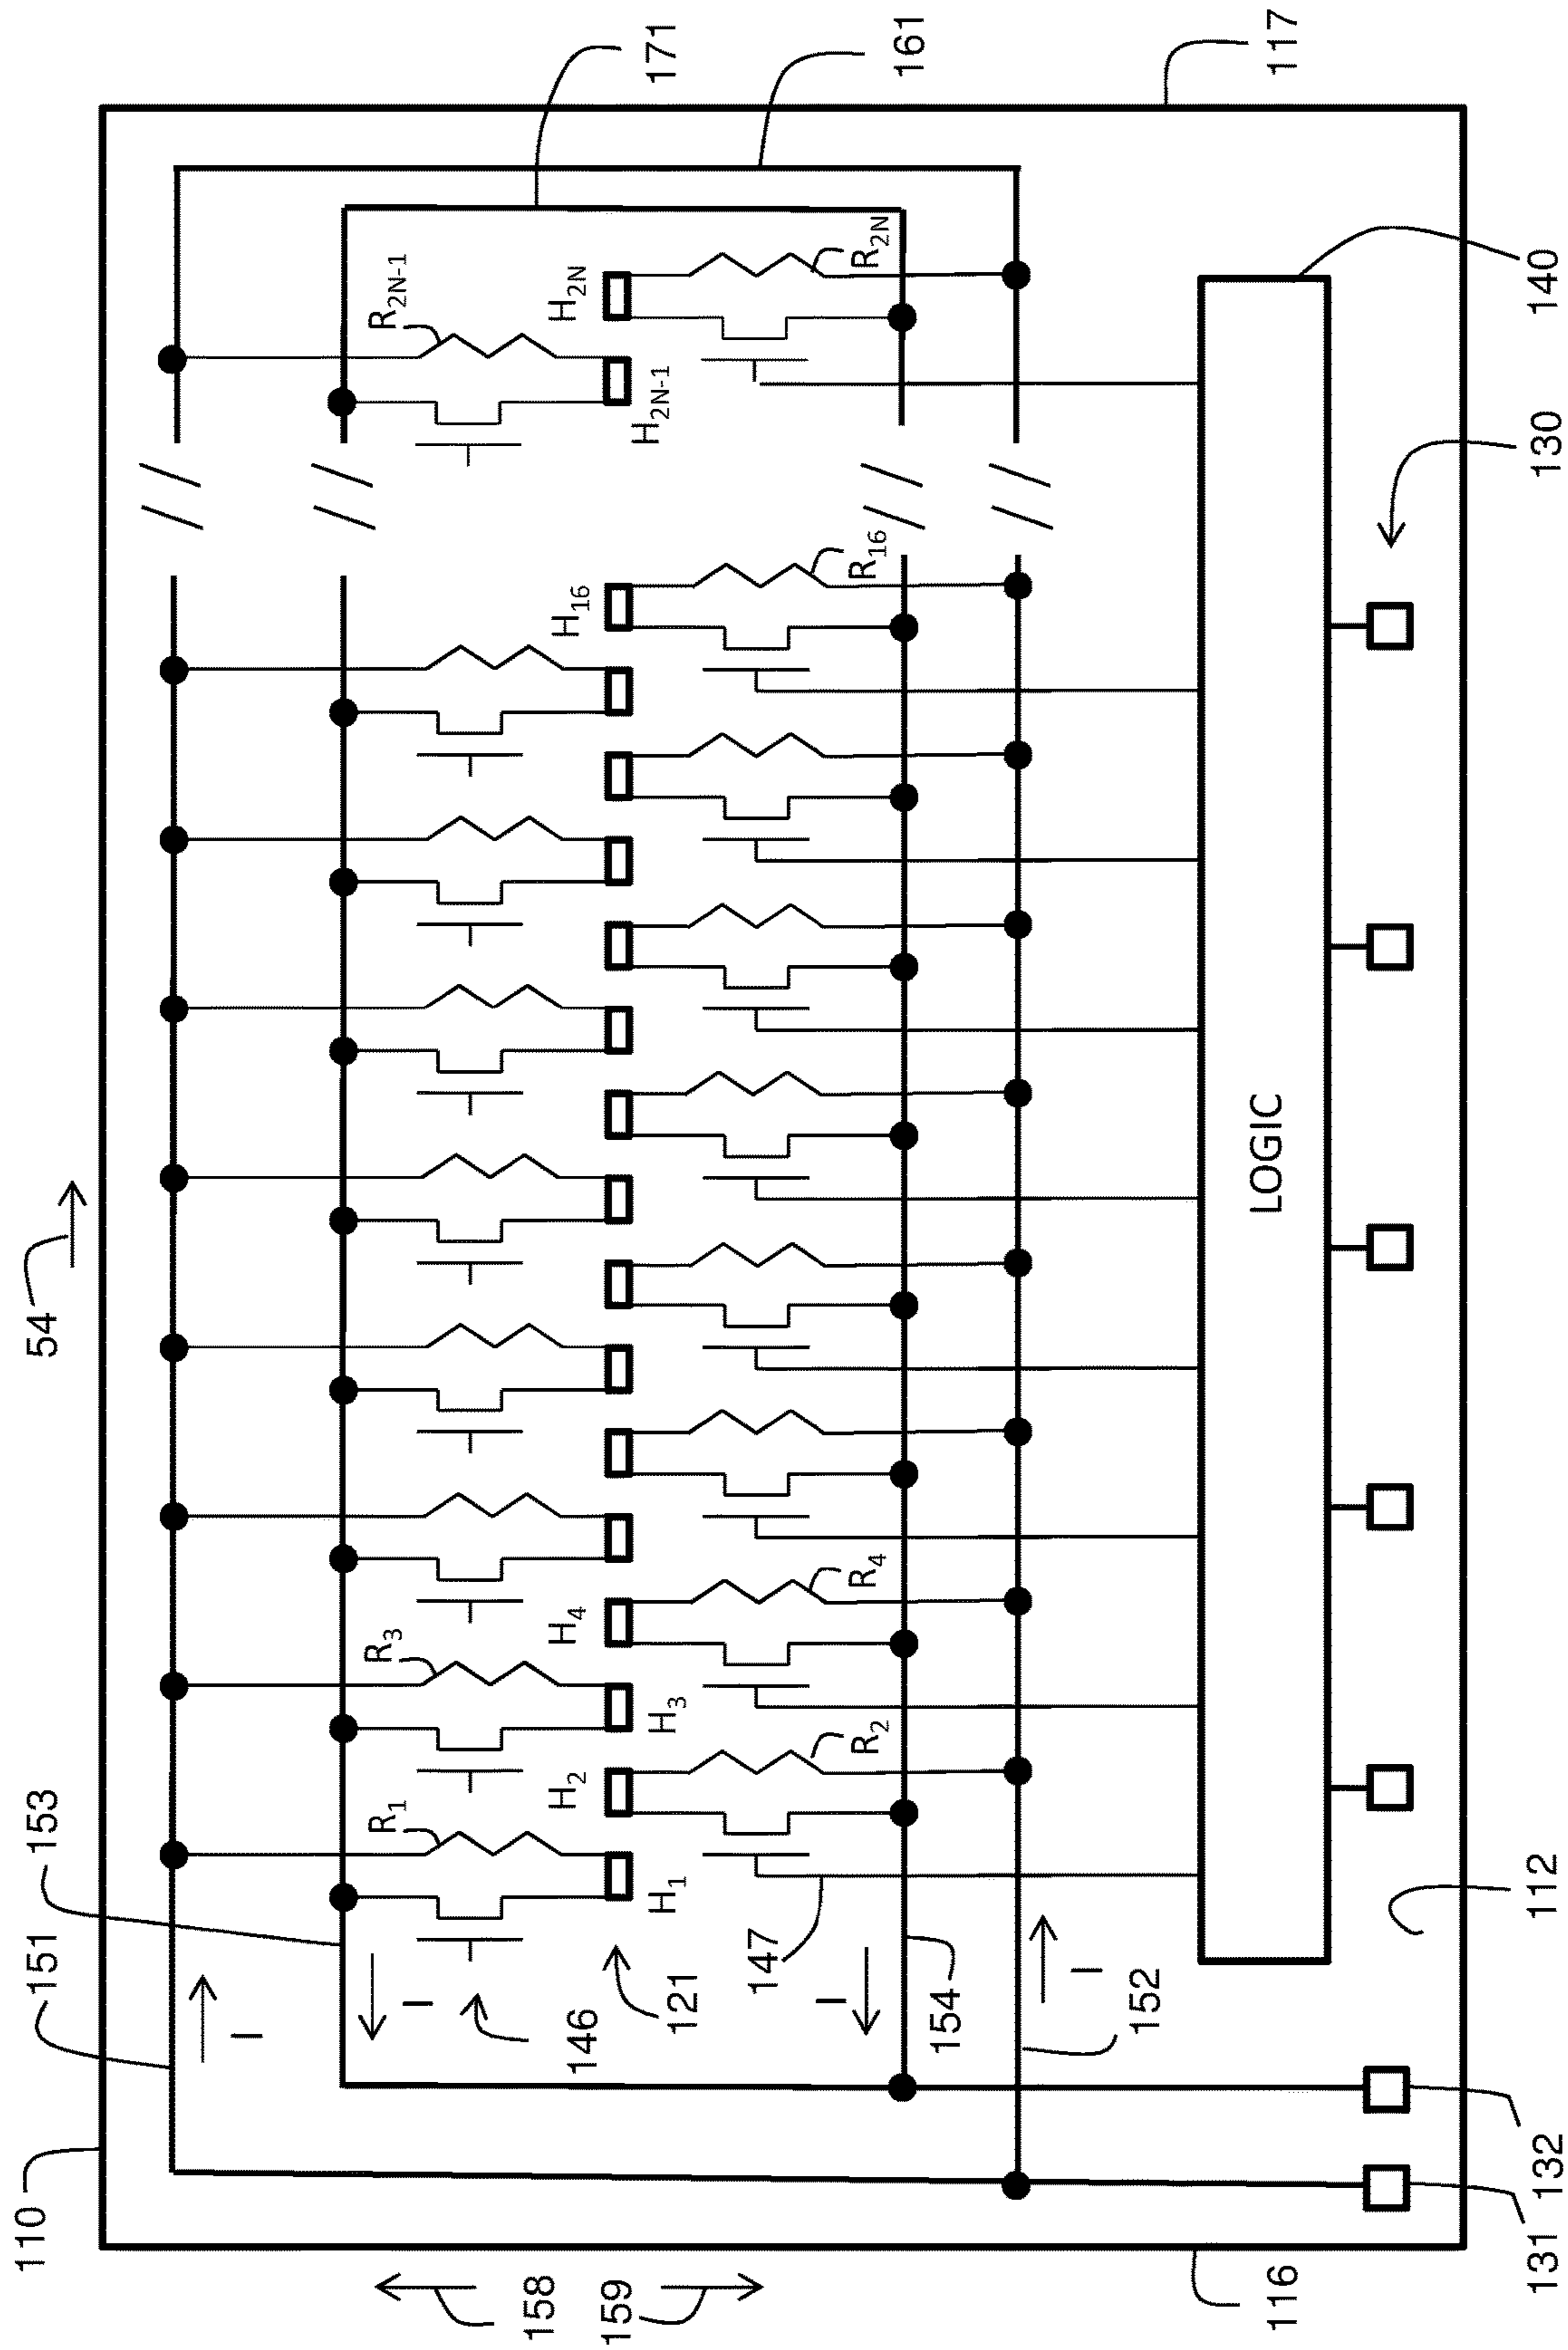 110
151
153
54
171
161
117
R1
R3
R2N-1
H1
H2
H3
H4
H16
H2N-1
H2N
R2
R4
R16
R2N
I
I
I
I
146
121
147
154
152
158
159
LOGIC
140
130
112
116
131
132